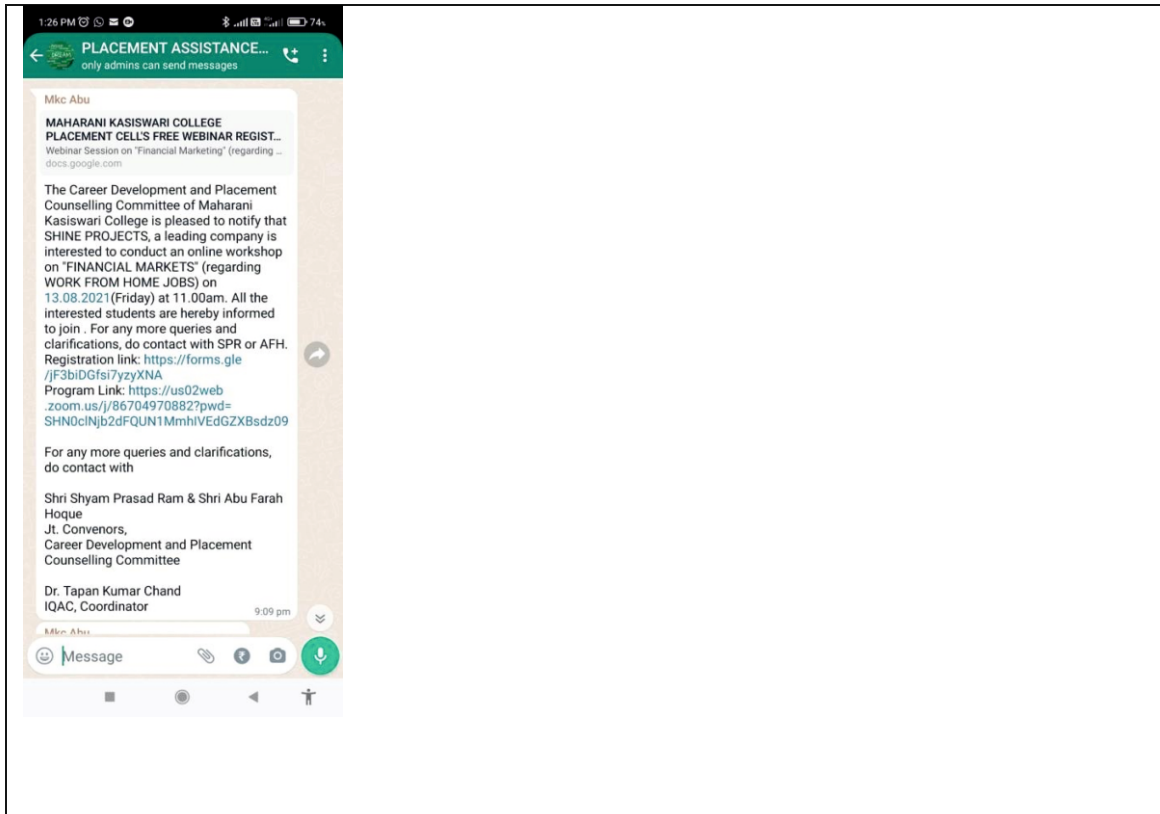 1:26 PM 74%
PLACEMENT ASSISTANCE...
only admins can send messages
Mkc Abu
MAHARANI KASISWARI COLLEGE
PLACEMENT CELL'S FREE WEBINAR REGIST...
Webinar Session on "Financial Marketing" (regarding ...
docs.google.com
The Career Development and Placement
Counselling Committee of Maharani
Kasiswari College is pleased to notify that
SHINE PROJECTS, a leading company is
interested to conduct an online workshop
on "FINANCIAL MARKETS" (regarding
WORK FROM HOME JOBS) on
13.08.2021(Friday) at 11.00am. All the
interested students are hereby informed
to join . For any more queries and
clarifications, do contact with SPR or AFH.
Registration link: https://forms.gle
/jF3biDGfsi7yzyXNA
Program Link: https://us02web
.zoom.us/j/86704970882?pwd=
SHN0clNjb2dFQUN1MmhIVEdGZXBsdz09
For any more queries and clarifications,
do contact with
Shri Shyam Prasad Ram & Shri Abu Farah
Hoque
Jt. Convenors,
Career Development and Placement
Counselling Committee
Dr. Tapan Kumar Chand
IQAC, Coordinator
9:09 pm
Mkc Abu
Message